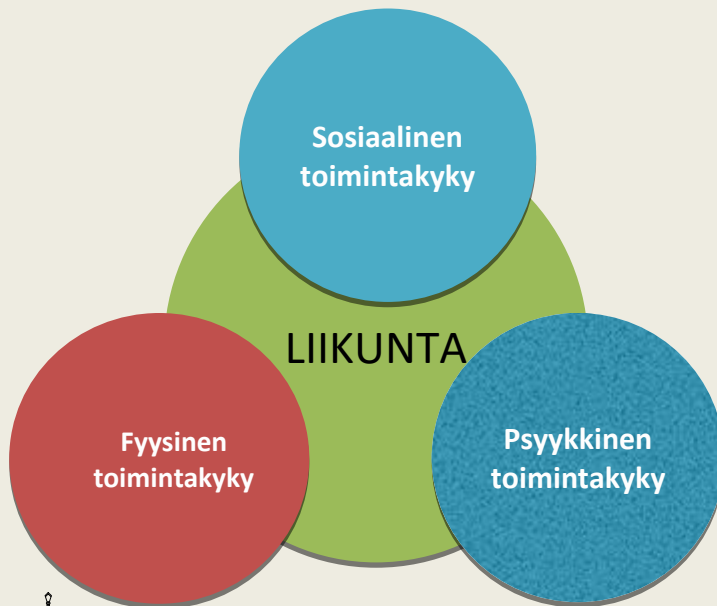 Sosiaalinen
toimintakyky
LIIKUNTA
Fyysinen
toimintakyky
Psyykkinen
toimintakyky